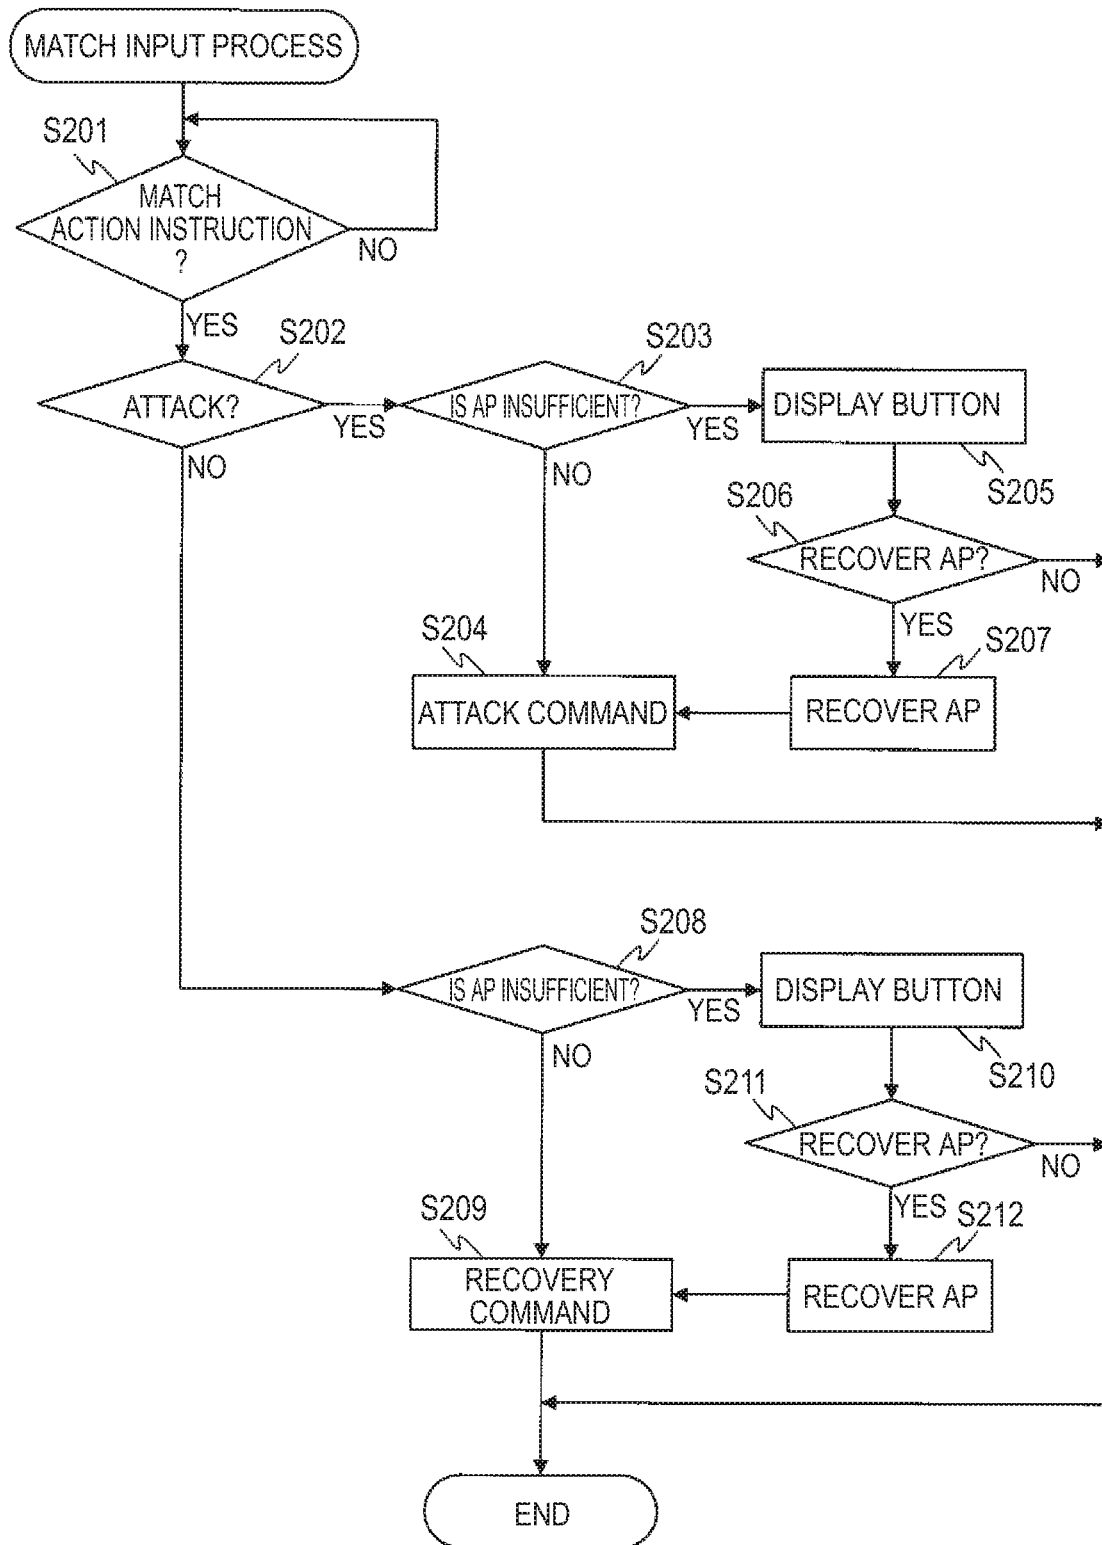 MATCH INPUT PROCESS
S201
MATCH
ACTION INSTRUCTION
?
NO
YES
S202
ATTACK?
YES
NO
S203
IS AP INSUFFICIENT?
YES
NO
DISPLAY BUTTON
S205
S206
RECOVER AP?
NO
YES
S204
ATTACK COMMAND
S207
RECOVER AP
S208
IS AP INSUFFICIENT?
YES
NO
DISPLAY BUTTON
S210
S211
RECOVER AP?
NO
YES
S209
RECOVERY
COMMAND
S212
RECOVER AP
END